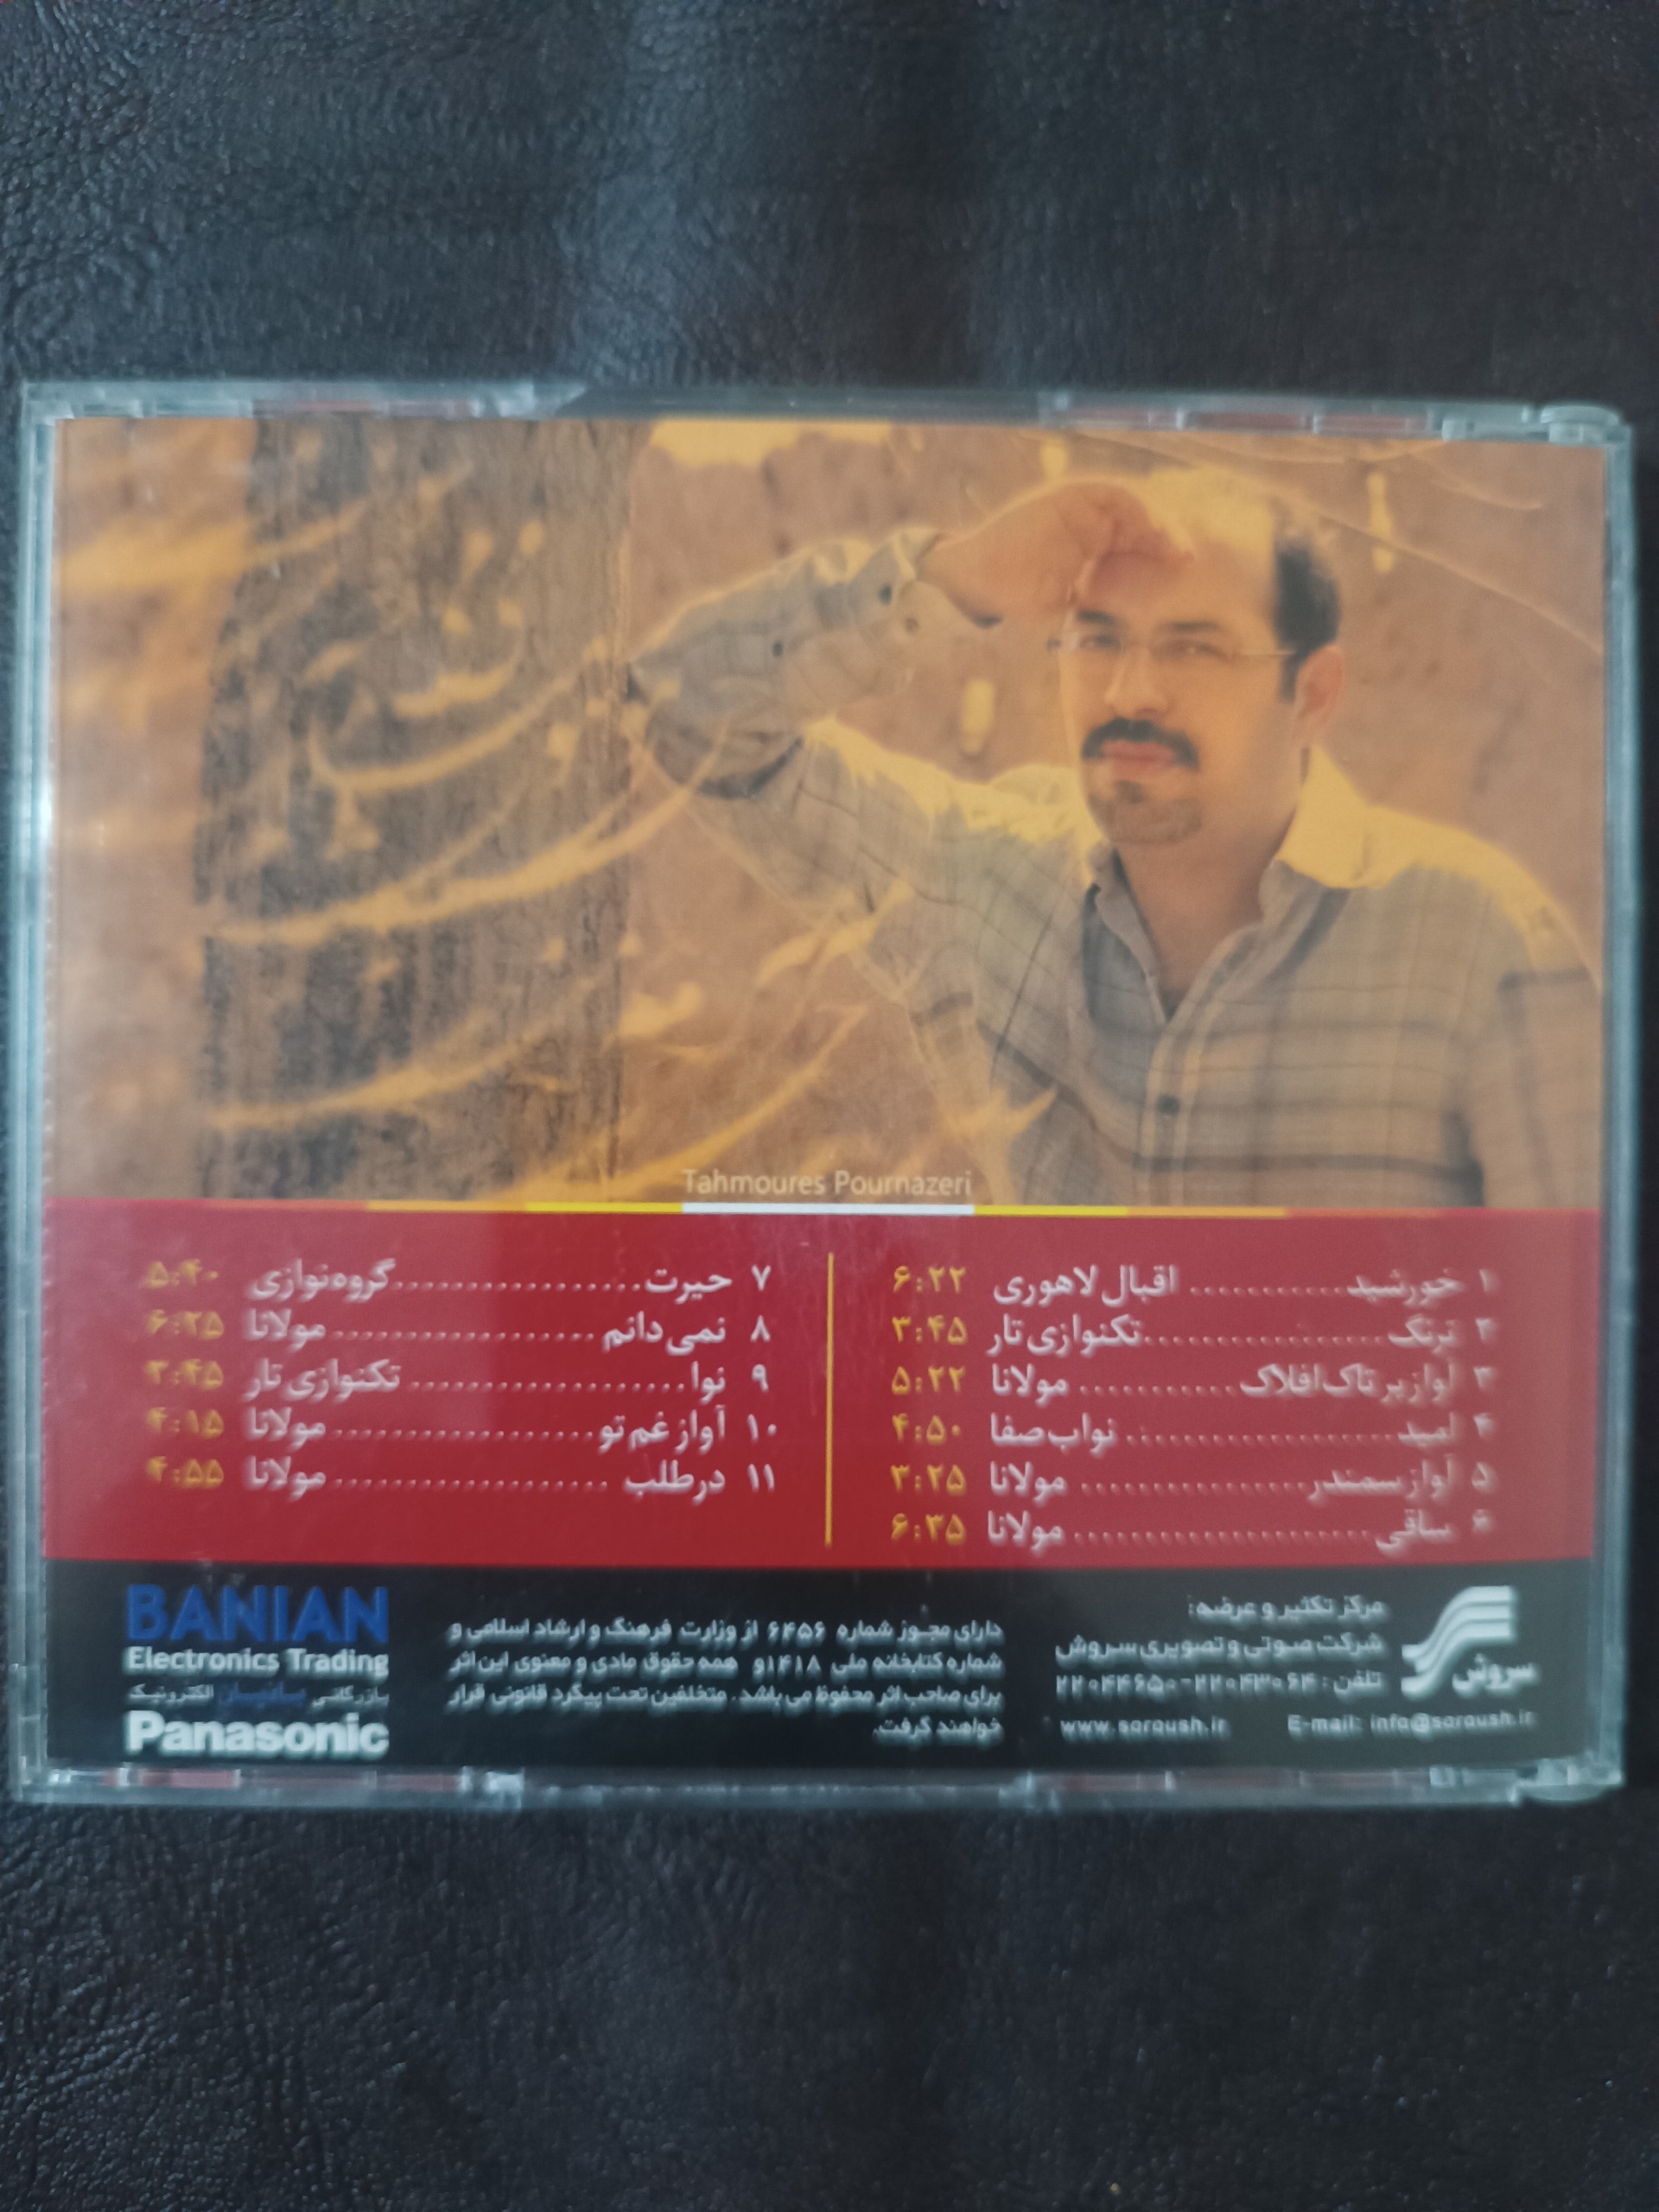 Tahmoures Pournazeri
۱ خورشید............ اقبال لاهوری ۶:۲۲
۲ ترنگ..................تکنوازی تار ۳:۴۵
۳ آواز بر تاک افلاک............ مولانا ۵:۲۲
۴ امید................... نواب صفا ۴:۵۰
۵ آواز سمندر................ مولانا ۳:۲۵
۶ ساقی..................... مولانا ۶:۳۵
۷ حیرت..................گروه نوازی ۵:۴۰
۸ نمی دانم ................... مولانا ۶:۲۵
۹ نوا..................... تکنوازی تار ۳:۴۵
۱۰ آواز غم تو................... مولانا ۴:۱۵
۱۱ در طلب .................... مولانا ۴:۵۵
سروش
مرکز تکثیر و عرضه:
شرکت صوتی و تصویری سروش
تلفن: ۲۲۰۴۳۰۶۴-۲۲۰۴۴۶۵۰
www.soroush.ir E-mail: info@soroush.ir
دارای مجوز شماره ۶۴۵۶ از وزارت فرهنگ و ارشاد اسلامی و
شماره کتابخانه ملی ۱۴۱۸و همه حقوق مادی و معنوی این اثر
برای صاحب اثر محفوظ می باشد. متخلفین تحت پیگرد قانونی قرار
خواهند گرفت.
BANIAN
Electronics Trading
بازرگانی بانیان الکترونیک
Panasonic